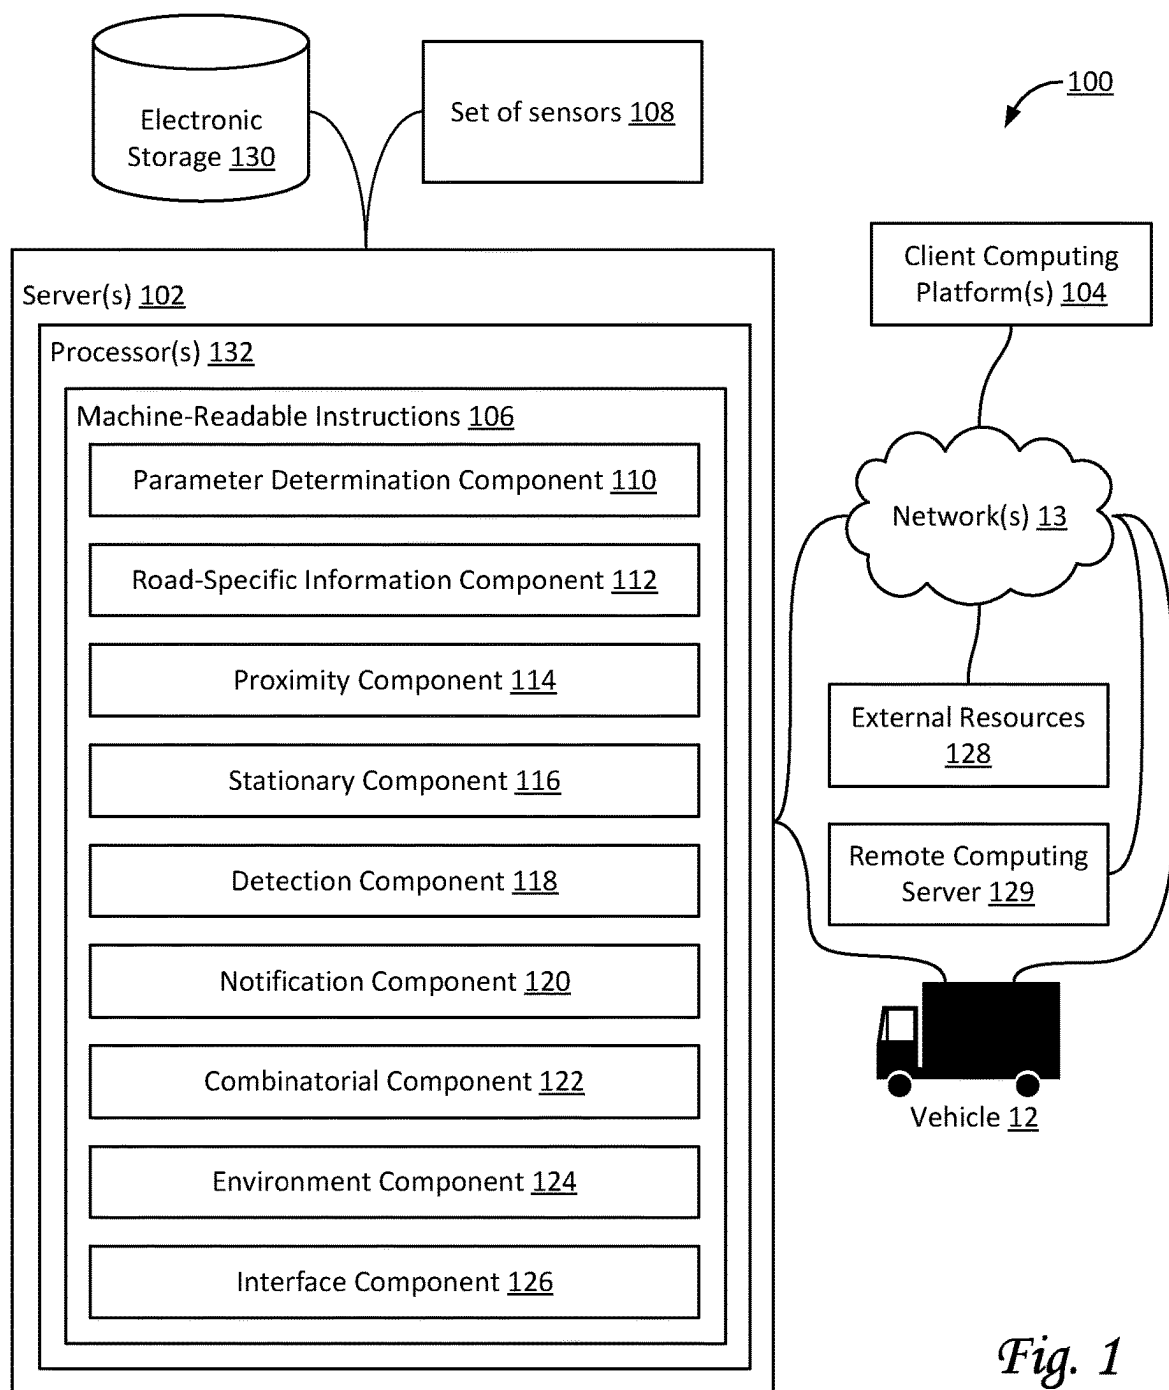 Electronic
Storage 130
Set of sensors 108
100
Client Computing
Platform(s) 104
Server(s) 102
Processor(s) 132
Machine-Readable Instructions 106
Parameter Determination Component 110
Road-Specific Information Component 112
Proximity Component 114
Stationary Component 116
Detection Component 118
Notification Component 120
Combinatorial Component 122
Environment Component 124
Interface Component 126
Network(s) 13
External Resources
128
Remote Computing
Server 129
Vehicle 12
Fig. 1